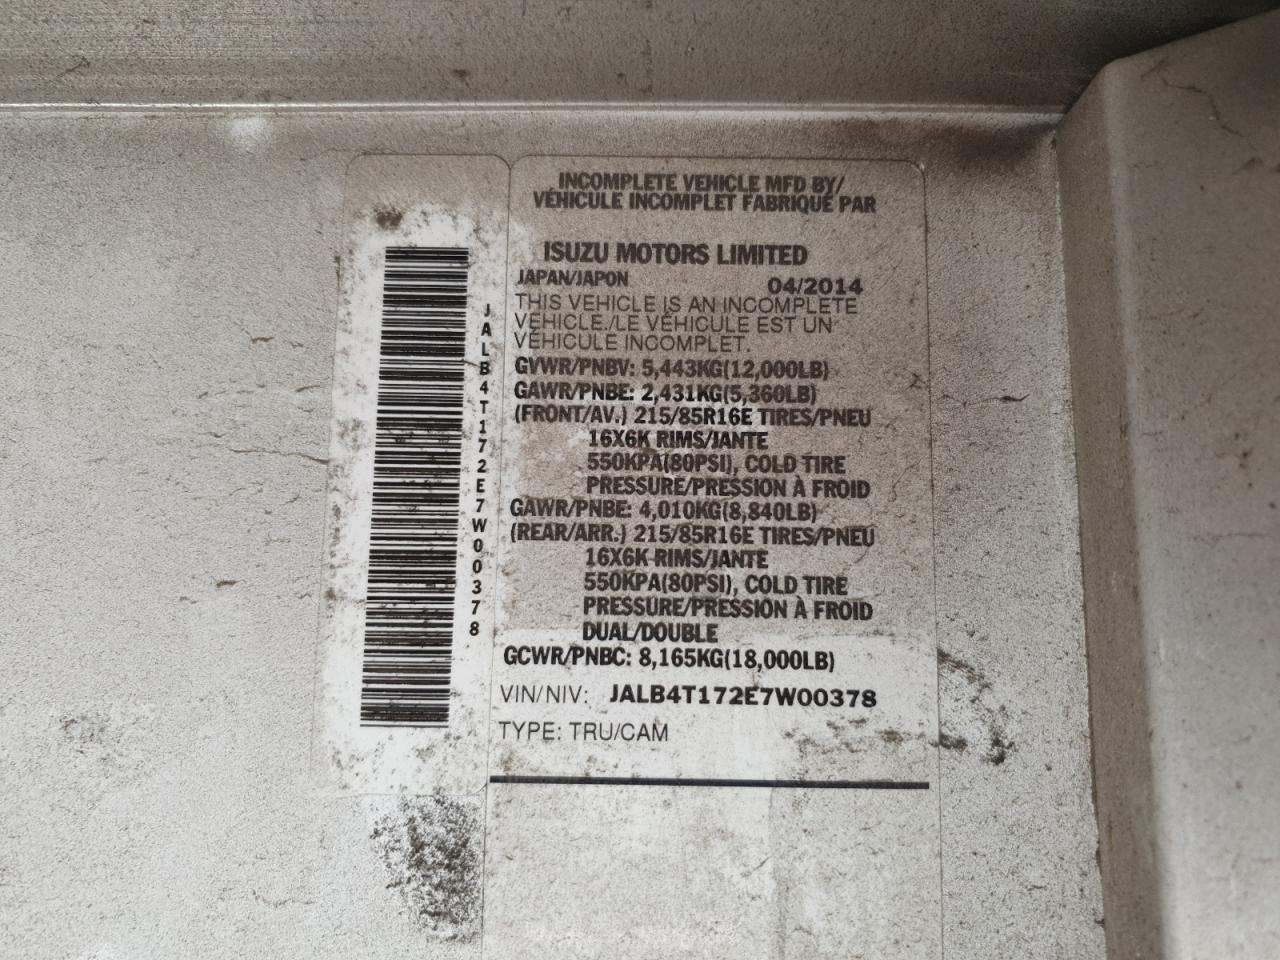 INCOMPLETE VEHICLE MFD BY/
VÉHICULE INCOMPLET FABRIQUÉ PAR
ISUZU MOTORS LIMITED
JAPAN/JAPON 04/2014
THIS VEHICLE IS AN INCOMPLETE
VEHICLE./LE VÉHICULE EST UN
VÉHICULE INCOMPLET.
GVWR/PNBV: 5,443KG(12,000LB)
GAWR/PNBE: 2,431KG(5,360LB)
(FRONT/AV.) 215/85R16E TIRES/PNEU
16X6K RIMS/JANTE
550KPA(80PSI), COLD TIRE
PRESSURE/PRESSION À FROID
GAWR/PNBE: 4,010KG(8,840LB)
(REAR/ARR.) 215/85R16E TIRES/PNEU
16X6K RIMS/JANTE
550KPA(80PSI), COLD TIRE
PRESSURE/PRESSION À FROID
DUAL/DOUBLE
GCWR/PNBC: 8,165KG(18,000LB)
VIN/NIV: JALB4T172E7W00378
TYPE: TRU/CAM
JALB4T172E7W00378